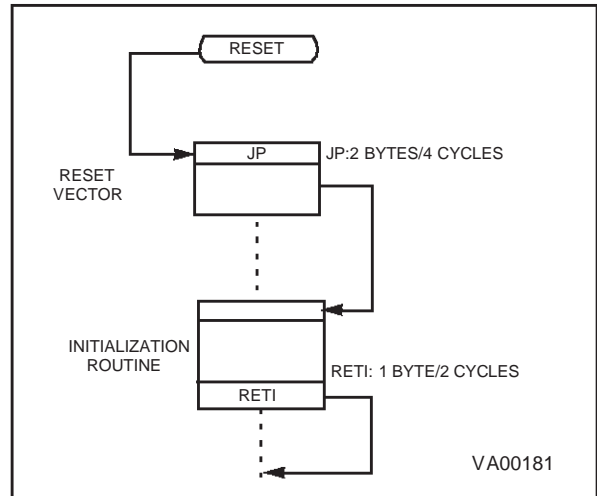 RESET
JP
JP:2 BYTES/4 CYCLES
RESET
VECTOR
INITIALIZATION
ROUTINE
RETI: 1 BYTE/2 CYCLES
RETI
VA00181